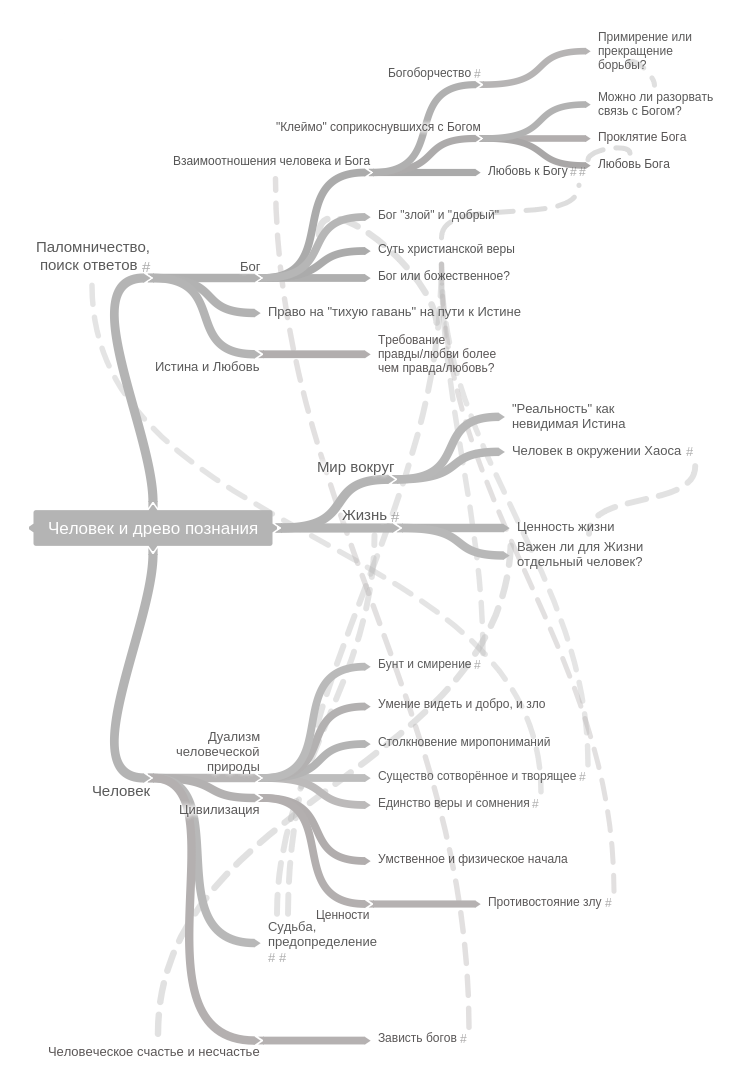 Примирение или
прекращение
борьбы?
Богоборчество #
Можно ли разорвать
связь с Богом?
"Клеймо" соприкоснувшихся с Богом
Проклятие Бога
Взаимоотношения человека и Бога
Любовь Бога
Любовь к Богу # #
Бог "злой" и "добрый"
Паломничество,
поиск ответов #
Суть христианской веры
Бог
Бог или божественное?
Право на "тихую гавань" на пути к Истине
Требование
правды/любви более
чем правда/любовь?
Истина и Любовь
"Реальность" как
невидимая Истина
Человек в окружении Хаоса #
Мир вокруг
Жизнь #
Человек и древо познания
Ценность жизни
Важен ли для Жизни
отдельный человек?
Бунт и смирение #
Умение видеть и добро, и зло
Дуализм
человеческой
природы
Столкновение миропониманий
Существо сотворённое и творящее #
Человек
Единство веры и сомнения #
Цивилизация
Умственное и физическое начала
Противостояние злу #
Ценности
Судьба,
предопределение
# #
Зависть богов #
Человеческое счастье и несчастье